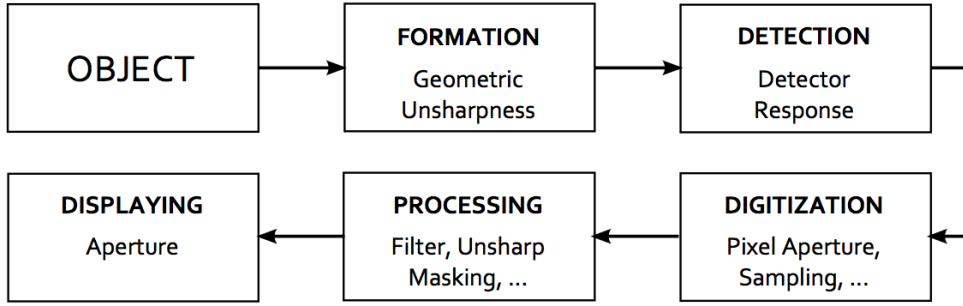 OBJECT
FORMATION
Geometric
Unsharpness
DETECTION
Detector
Response
DISPLAYING
Aperture
PROCESSING
Filter, Unsharp
Masking, ...
DIGITIZATION
Pixel Aperture,
Sampling, ...